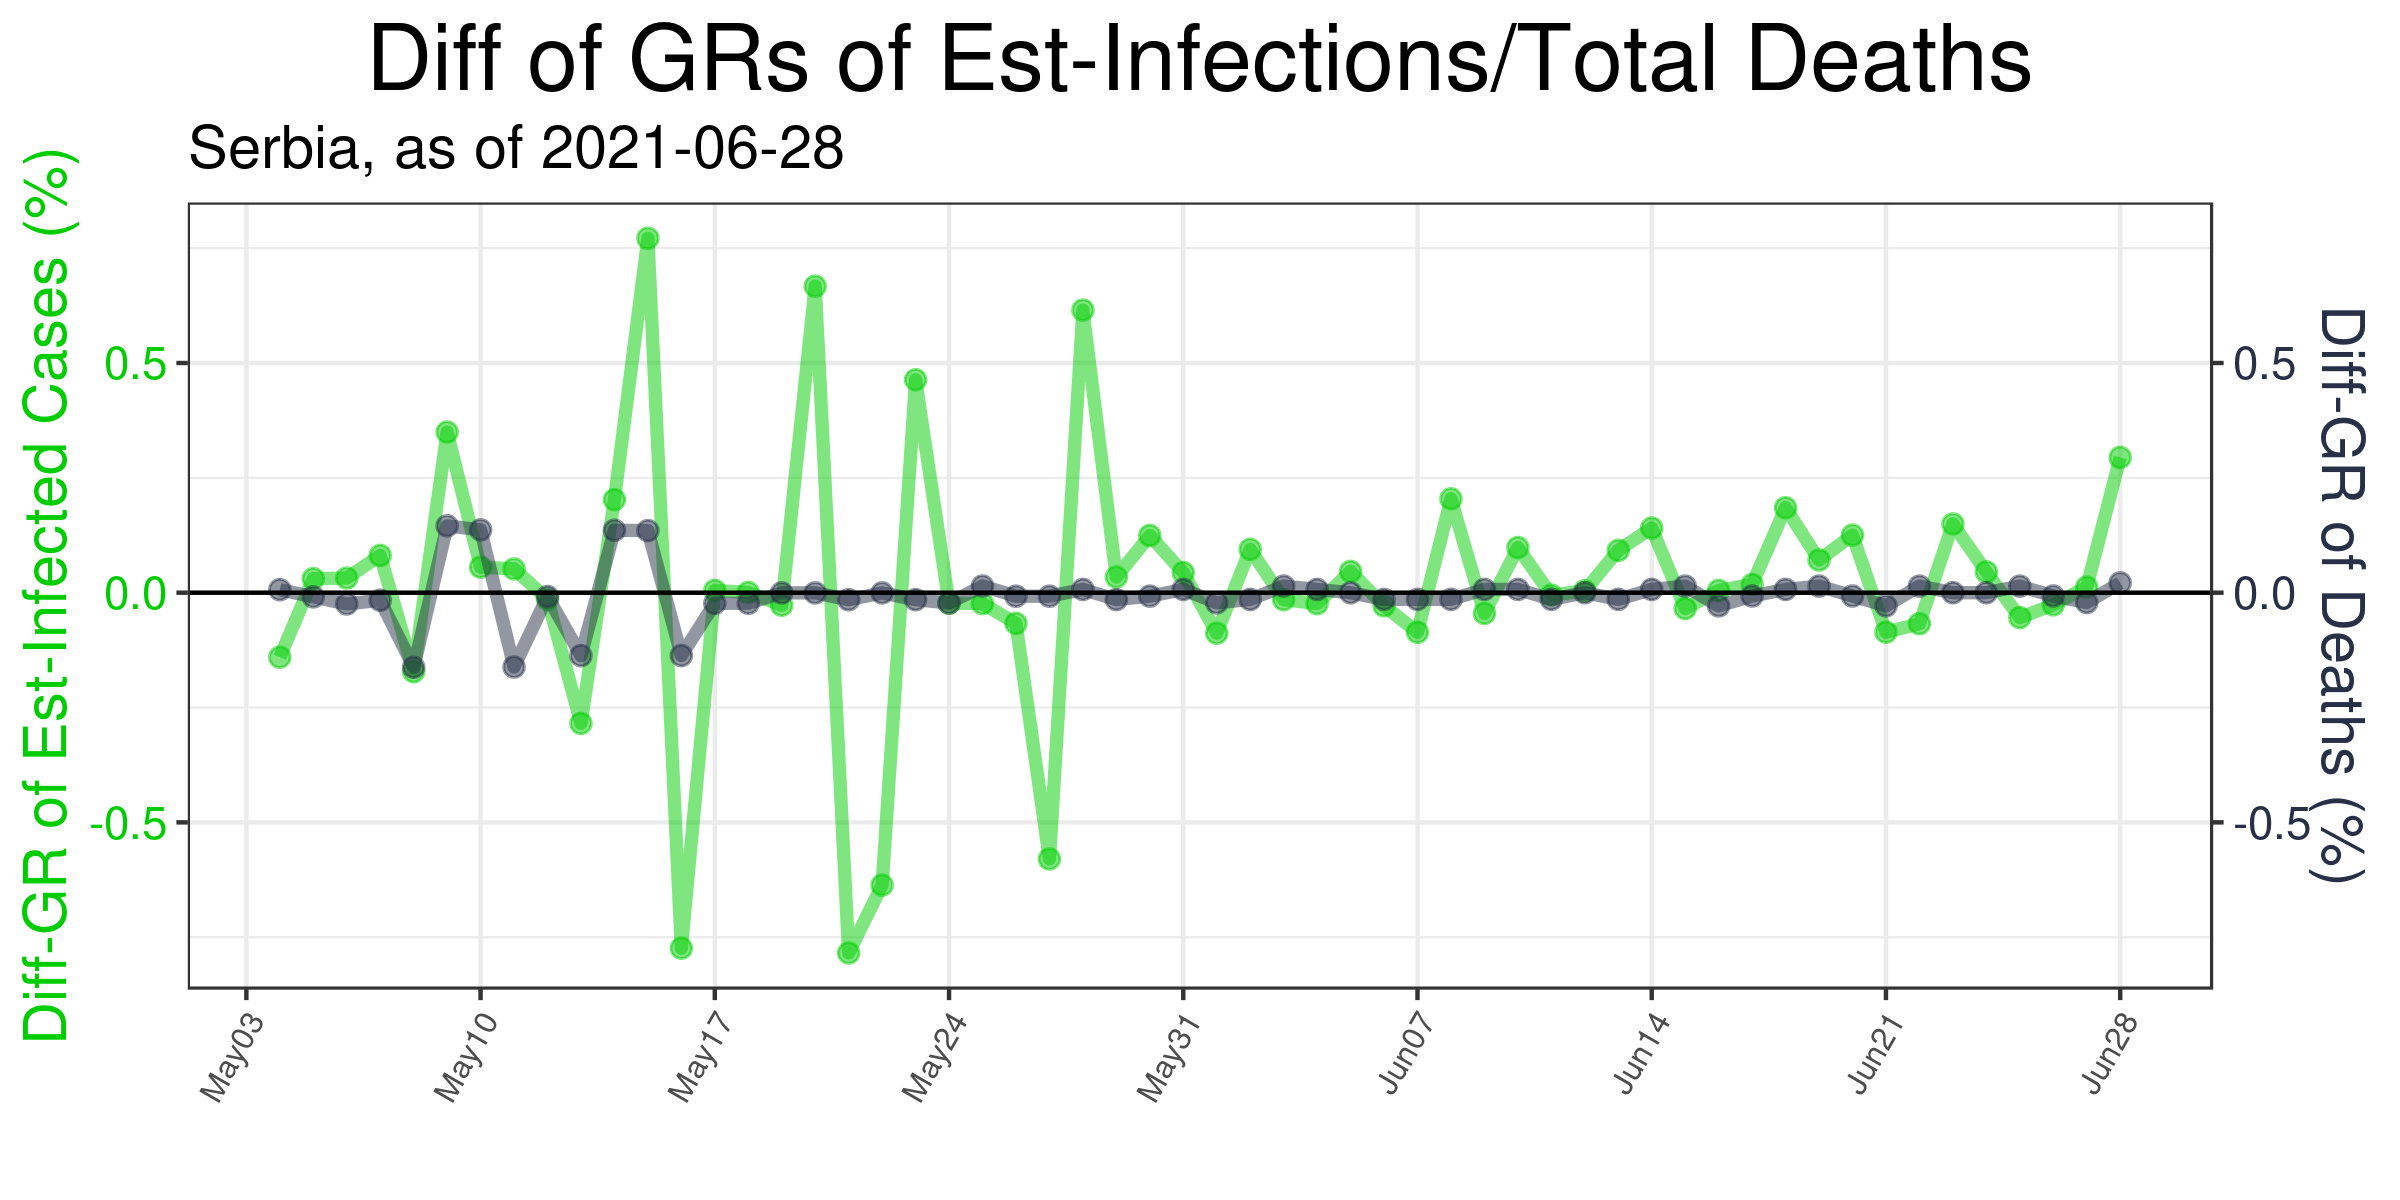 Diff of GRs of Est-Infections/Total Deaths
Serbia, as of 2021-06-28
Diff-GR of Est-Infected Cases (%)
0.5
0.0
-0.5
0.5
0.0
-0.5
Diff-GR of Deaths (%)
May03
May10
May17
May24
May31
Jun07
Jun14
Jun21
Jun28